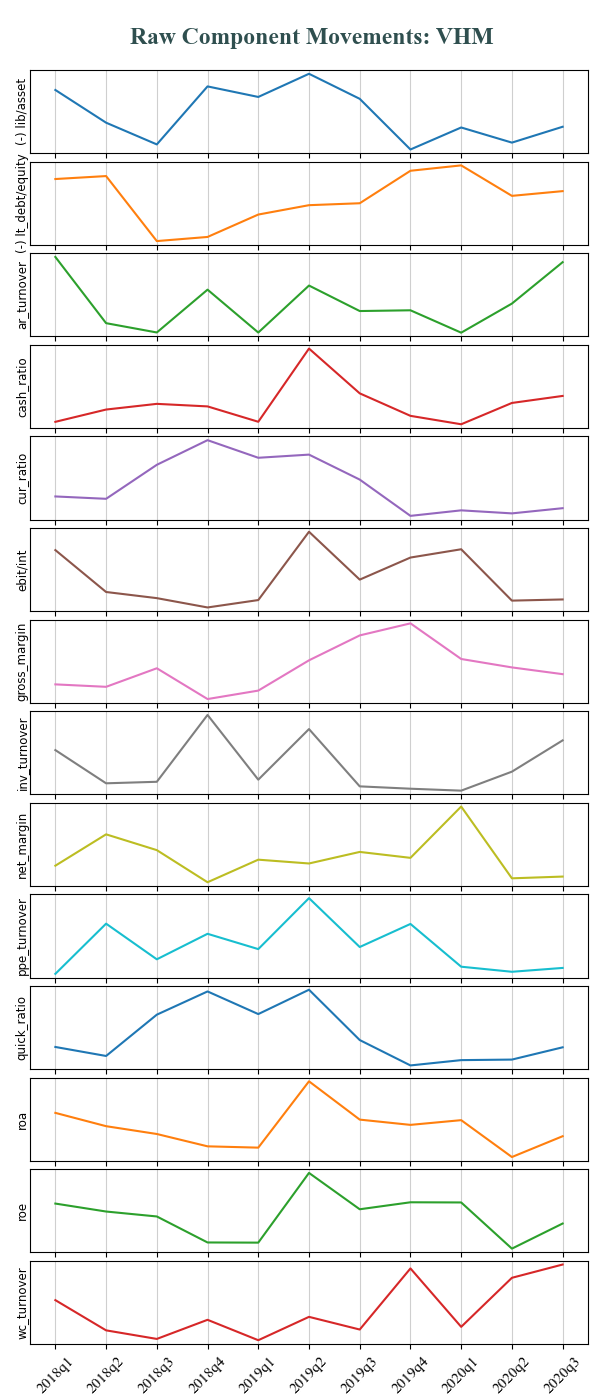 Raw Component Movements: VHM
(-) lib/asset
(-) lt_debt/equity
ar_turnover
cash_ratio
cur_ratio
ebit/int
gross_margin
inv_turnover
net_margin
ppe_turnover
quick_ratio
roa
roe
wc_turnover
2018q1 2018q2 2018q3 2018q4 2019q1 2019q2 2019q3 2019q4 2020q1 2020q2 2020q3